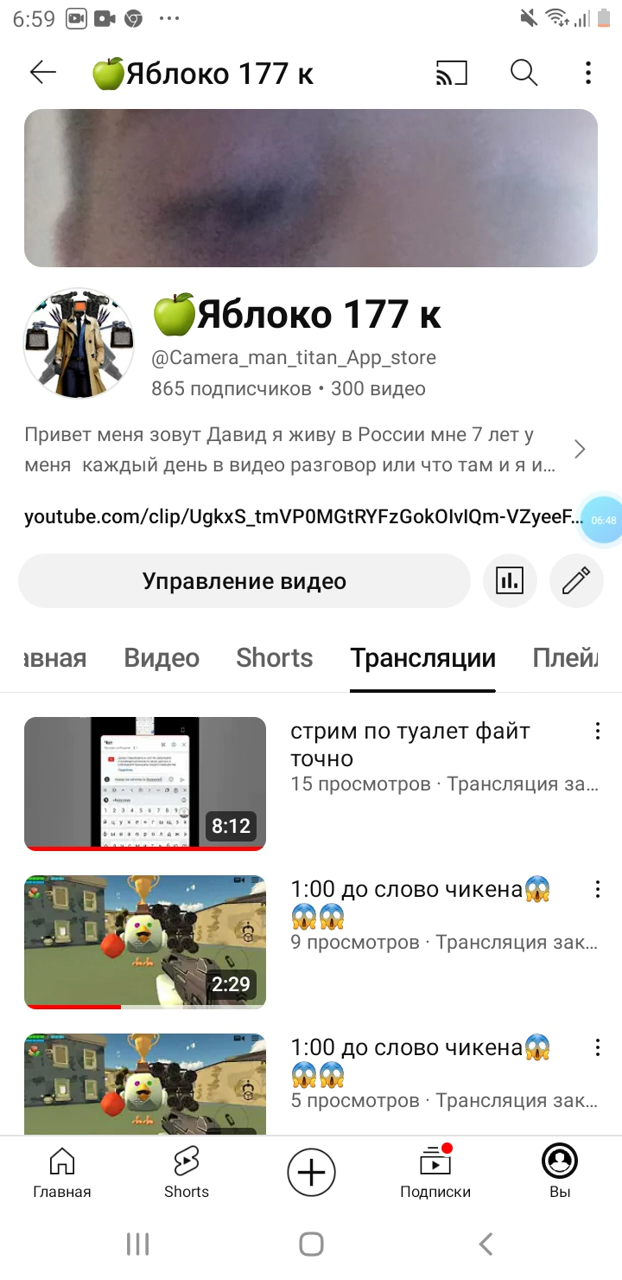 6:59
🍏Яблоко 177 к
🍏Яблоко 177 к
@Camera_man_titan_App_store
865 подписчиков • 300 видео
Привет меня зовут Давид я живу в России мне 7 лет у
меня каждый день в видео разговор или что там и я и...
youtube.com/clip/UgkxS_tmVP0MGtRYFzGokOIvIQm-VZyeeF...
06:48
Управление видео
авная Видео Shorts Трансляции Плейл
стрим по туалет файт
точно
15 просмотров · Трансляция за...
8:12
1:00 до слово чикена😱
😱😱
9 просмотров · Трансляция зак...
2:29
1:00 до слово чикена😱
😱😱
5 просмотров · Трансляция зак...
Главная Shorts Подписки Вы